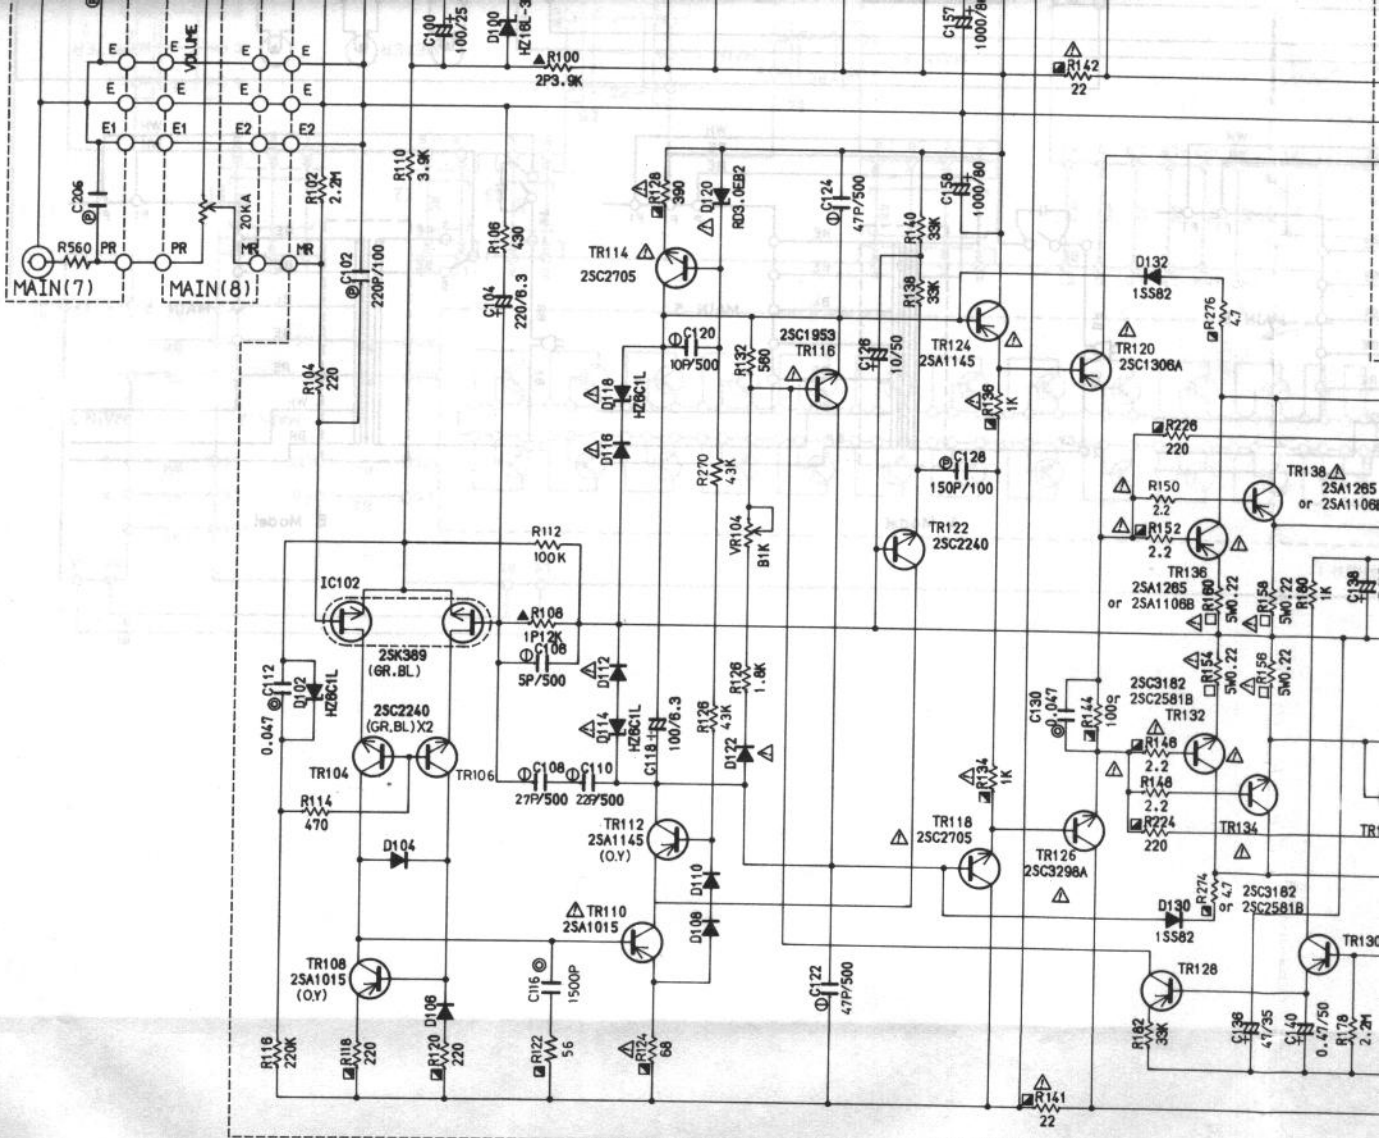 C100
100/25
D100
HZ16L-3
R100
2P3.9K
C157
1000/80
R142
22
E
E
VOLUME
E
E
E
E
E
E
E1
E1
E2
E2
R102
2.2M
R110
3.9K
C206
20KA
R560
PR
PR
MR
MR
MAIN(7)
MAIN(8)
C102
220P/100
R106
430
C104
220/6.3
R128
390
D120
RD3.0EB2
C124
47P/500
R140
33K
C158
1000/80
TR114
2SC2705
R138
33K
D132
1SS82
R276
4.7
C120
10P/500
R132
560
2SC1953
TR116
C126
10/50
TR124
2SA1145
TR120
2SC1306A
R104
220
D118
HZ6C1L
D116
R136
1K
R226
220
R270
43K
C128
150P/100
R150
2.2
TR138
2SA1265
or 2SA1106B
R152
2.2
VR104
B1K
TR122
2SC2240
R112
100K
TR136
2SA1265
or 2SA1106B
IC102
R108
1P12K
R160
5W0.22
R158
5W0.22
R180
1K
C138
2SK389
(GR.BL)
C106
5P/500
D112
R126
1.8K
R154
5W0.22
R156
5W0.22
C112
0.047
D102
HZ6C1L
2SC2240
(GR.BL)X2
D114
HZ6C1L
C118
100/6.3
R126
43K
C130
0.047
R144
100
2SC3182
or 2SC2581B
TR132
TR104
TR106
D122
R146
2.2
C108
27P/500
C110
22P/500
R134
1K
R148
2.2
R114
470
TR112
2SA1145
(O.Y)
TR118
2SC2705
R224
220
TR134
D104
D110
TR126
2SC3298A
R274
4.7
2SC3182
or 2SC2581B
TR110
2SA1015
D108
D130
1SS82
TR130
TR108
2SA1015
(O.Y)
C116
1500P
C122
47P/500
TR128
D106
R116
220K
R118
220
R120
220
R122
56
R124
68
R182
33K
C136
47/35
C140
0.47/50
R178
2.2M
R141
22